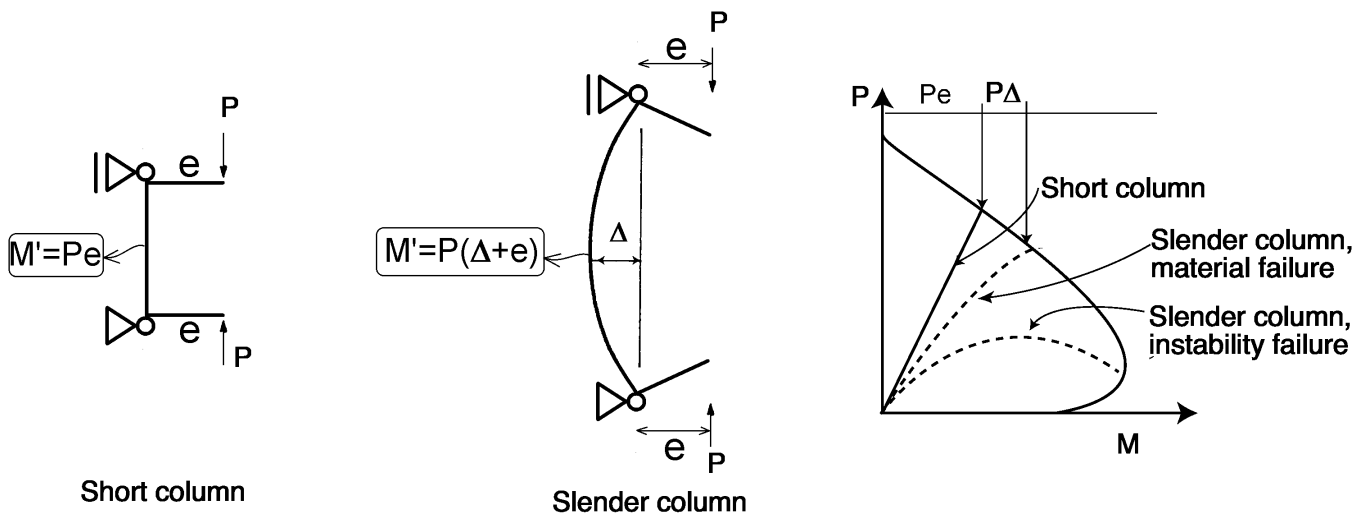 P
e
M'=Pe
e
P
Short column
P
e
Δ
M'=P(Δ+e)
e
P
Slender column
P
Pe
PΔ
Short column
Slender column,
material failure
Slender column,
instability failure
M